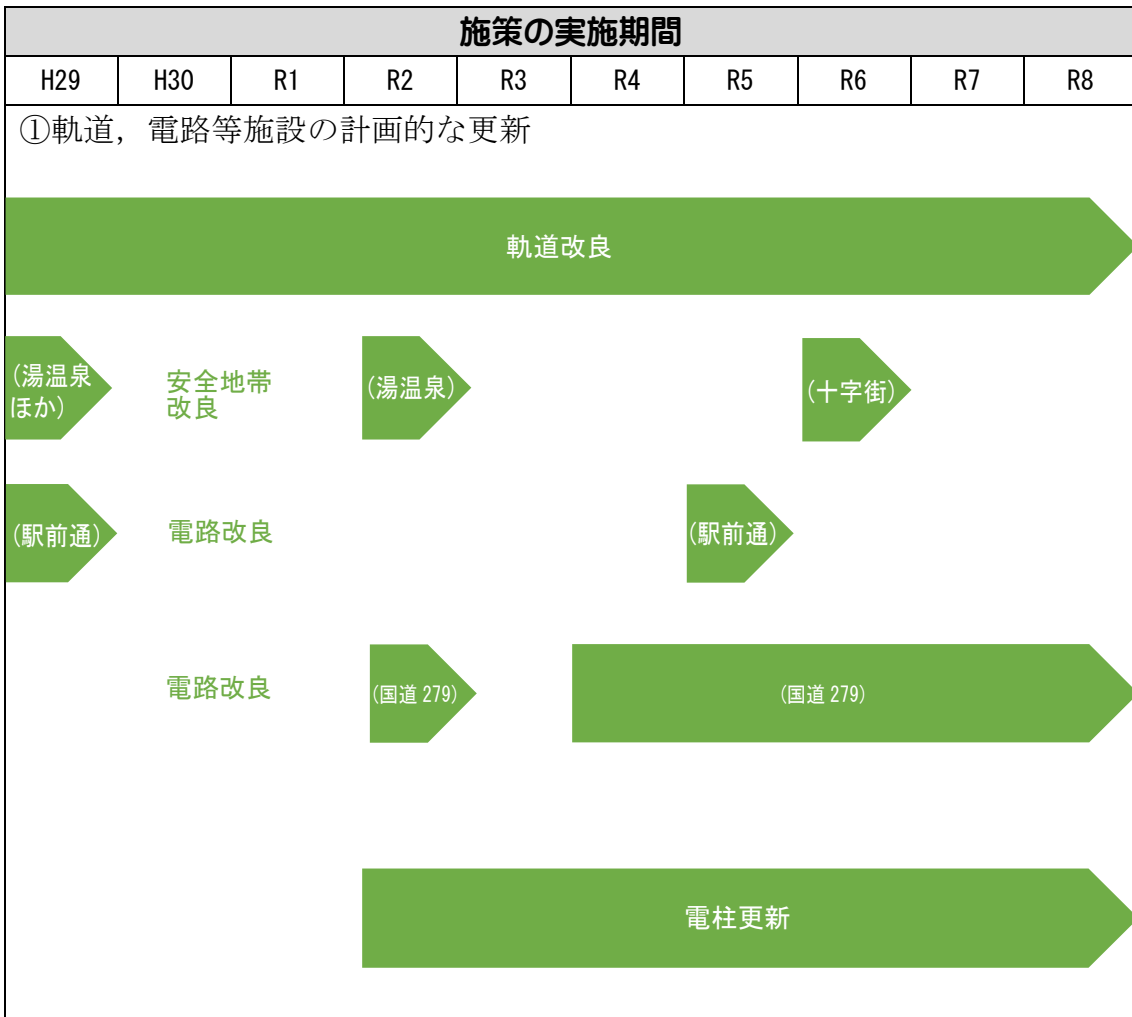 施策の実施期間
H29 H30 R1 R2 R3 R4 R5 R6 R7 R8
①軌道，電路等施設の計画的な更新
軌道改良
(湯温泉
ほか)
安全地帯
改良
(湯温泉)
(十字街)
(駅前通)
電路改良
(駅前通)
電路改良
(国道 279)
(国道 279)
電柱更新